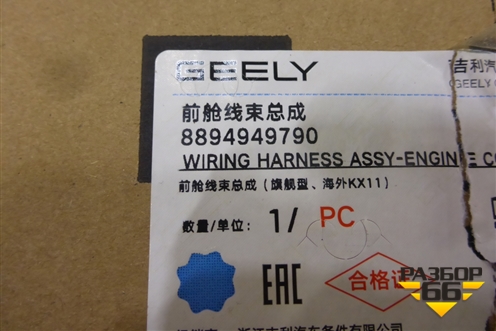 GEELY
吉利汽
(GEELY
前舱线束总成
8894949790
WIRING HARNESS ASSY-ENGINE C
前舱线束总成(旗舰型、海外KX11)
数量/单位: 1/ PC
EAC
合格证
РАЗБОР
66